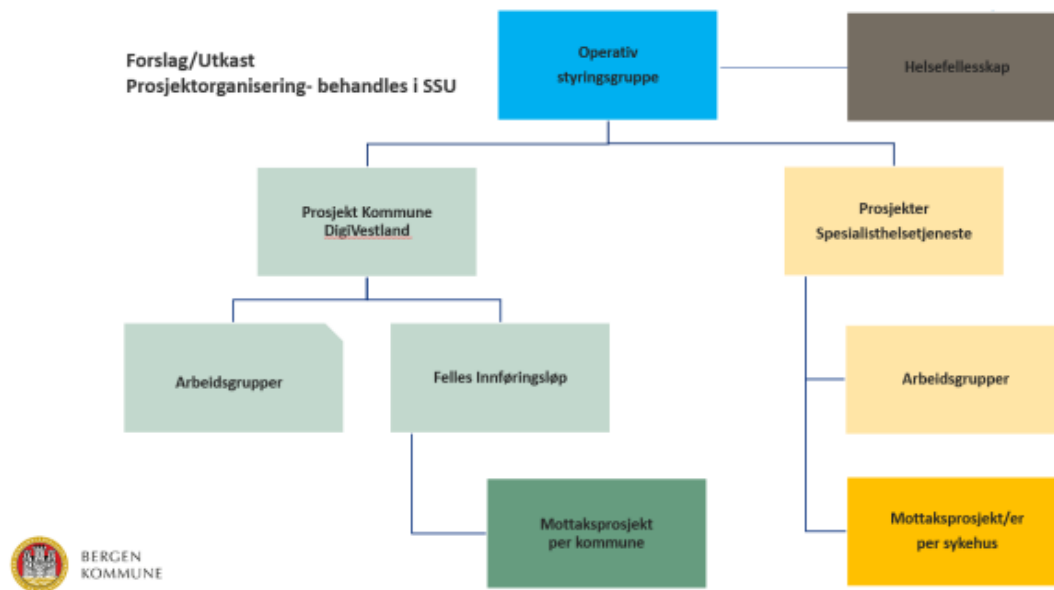 Forslag/Utkast
Prosjektorganisering- behandles i SSU
Operativ
styringsgruppe
Helsefellesskap
Prosjekt Kommune
DigiVestland
Prosjekter
Spesialisthelsetjeneste
Arbeidsgrupper
Felles Innføringsløp
Arbeidsgrupper
Mottaksprosjekt
per kommune
Mottaksprosjekt/er
per sykehus
BERGEN
KOMMUNE